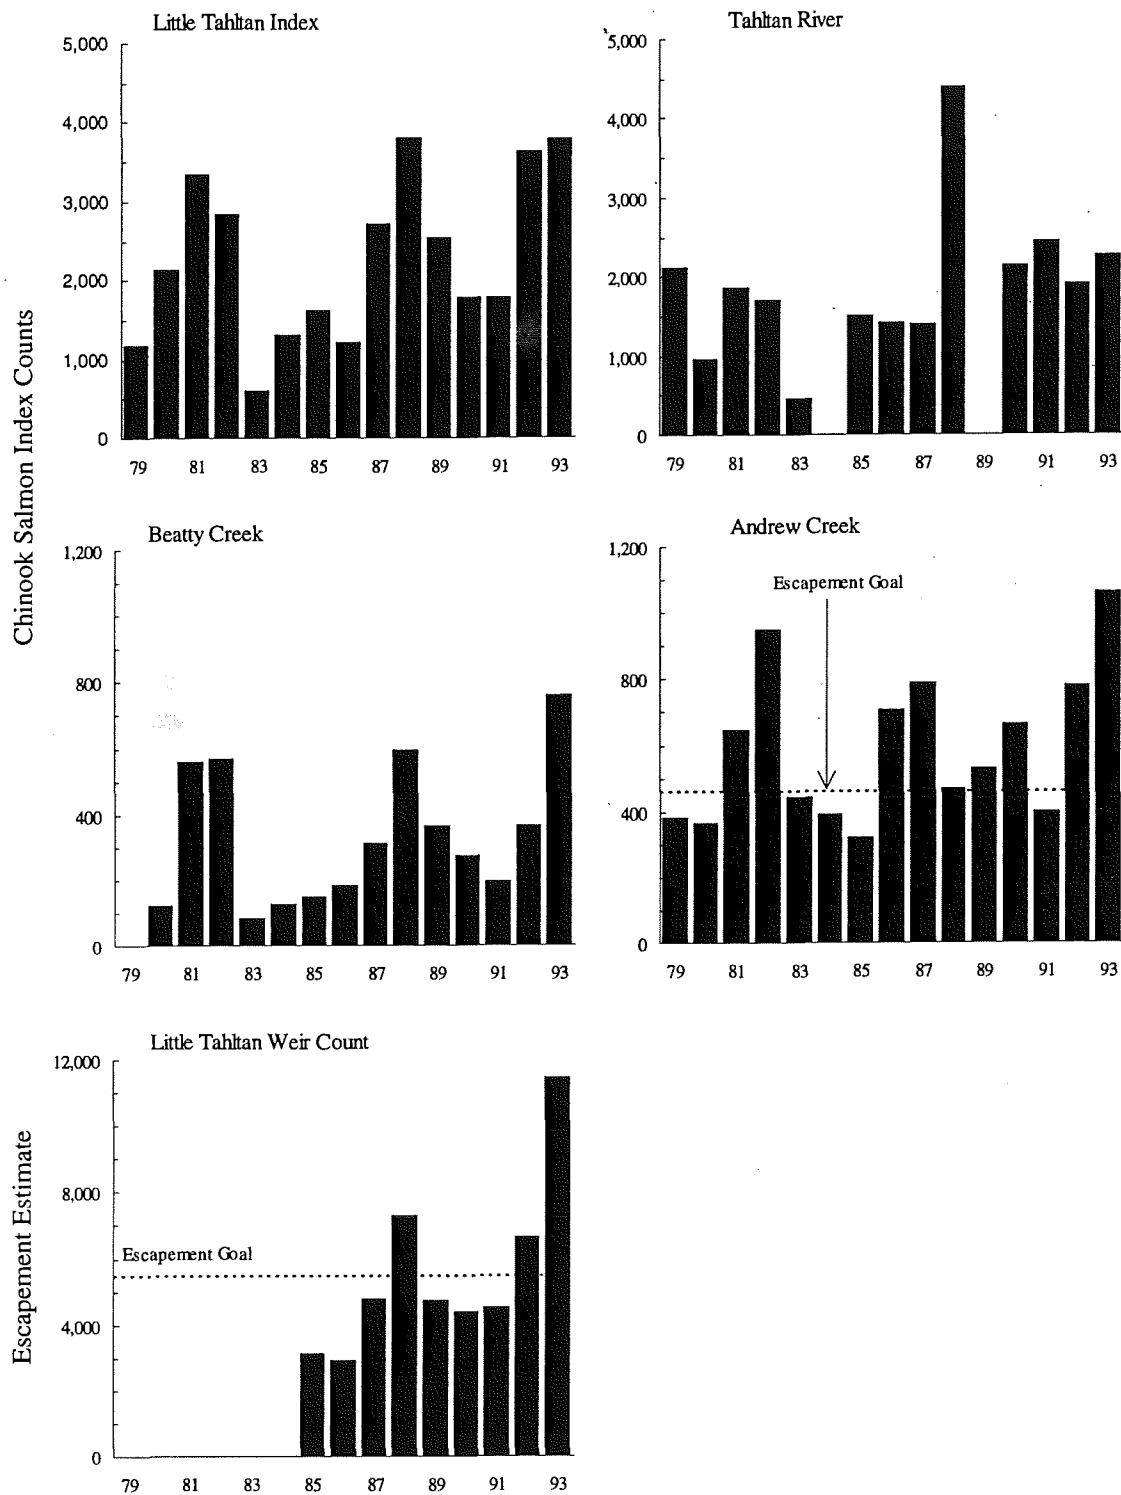 Little Tahltan Index
5,000
4,000
3,000
2,000
1,000
0
79 81 83 85 87 89 91 93
Tahltan River
5,000
4,000
3,000
2,000
1,000
0
79 81 83 85 87 89 91 93
Chinook Salmon Index Counts
Beatty Creek
1,200
800
400
0
79 81 83 85 87 89 91 93
Andrew Creek
1,200
Escapement Goal
800
400
0
79 81 83 85 87 89 91 93
Little Tahltan Weir Count
12,000
8,000
Escapement Goal
4,000
0
79 81 83 85 87 89 91 93
Escapement Estimate